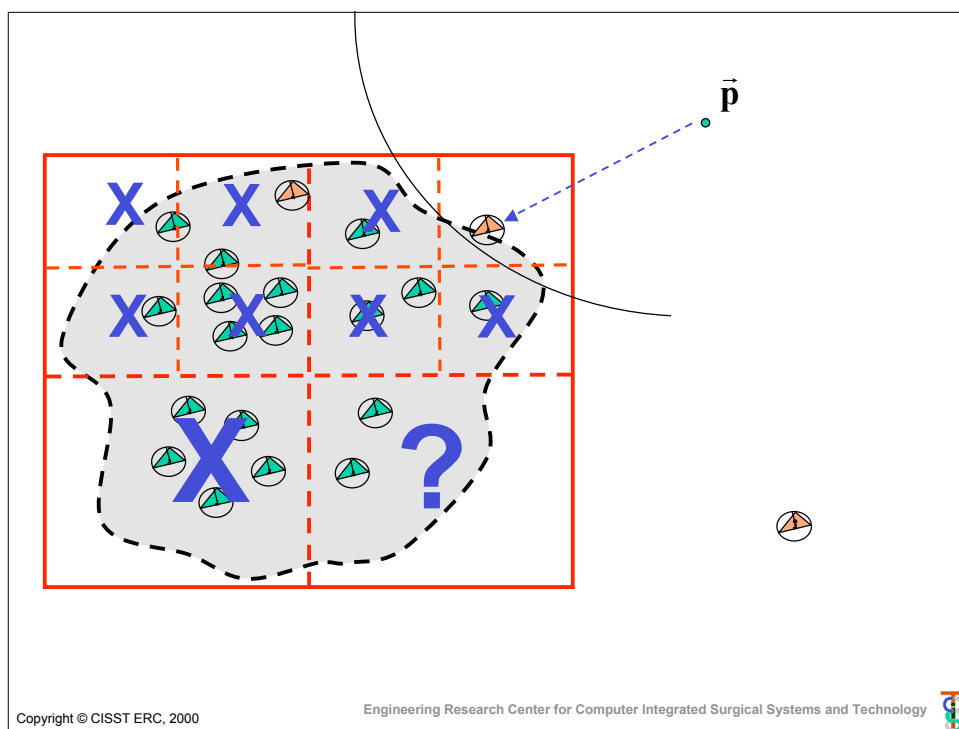 p
X X X
X X X X
X ?
Copyright © CISST ERC, 2000
Engineering Research Center for Computer Integrated Surgical Systems and Technology